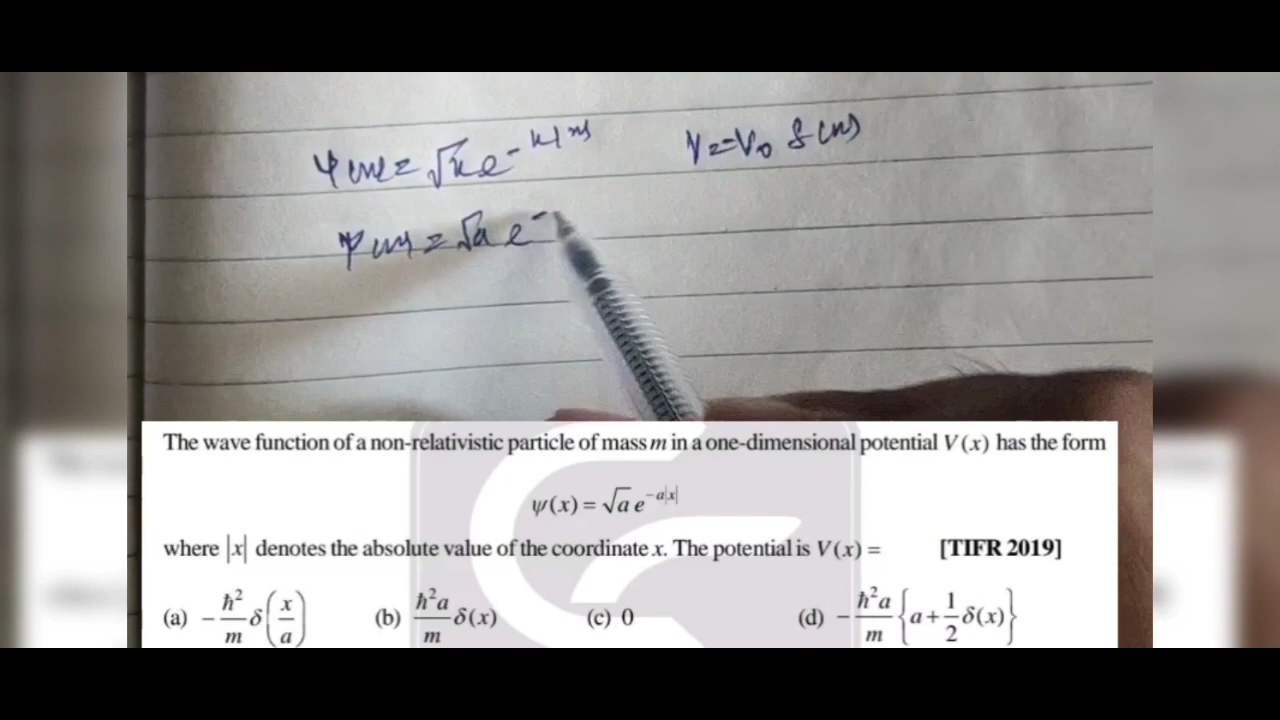 ψ(x) = √k e^{-k|x|}    V = -V₀ δ(x)
ψ(x) = √a e^{-}
The wave function of a non-relativistic particle of mass m in a one-dimensional potential V(x) has the form
ψ(x) = √a e^{-a|x|}
where |x| denotes the absolute value of the coordinate x. The potential is V(x) = [TIFR 2019]
(a) -ħ²/m δ(x/a) (b) ħ²a/m δ(x) (c) 0 (d) -ħ²a/m {a + 1/2 δ(x)}